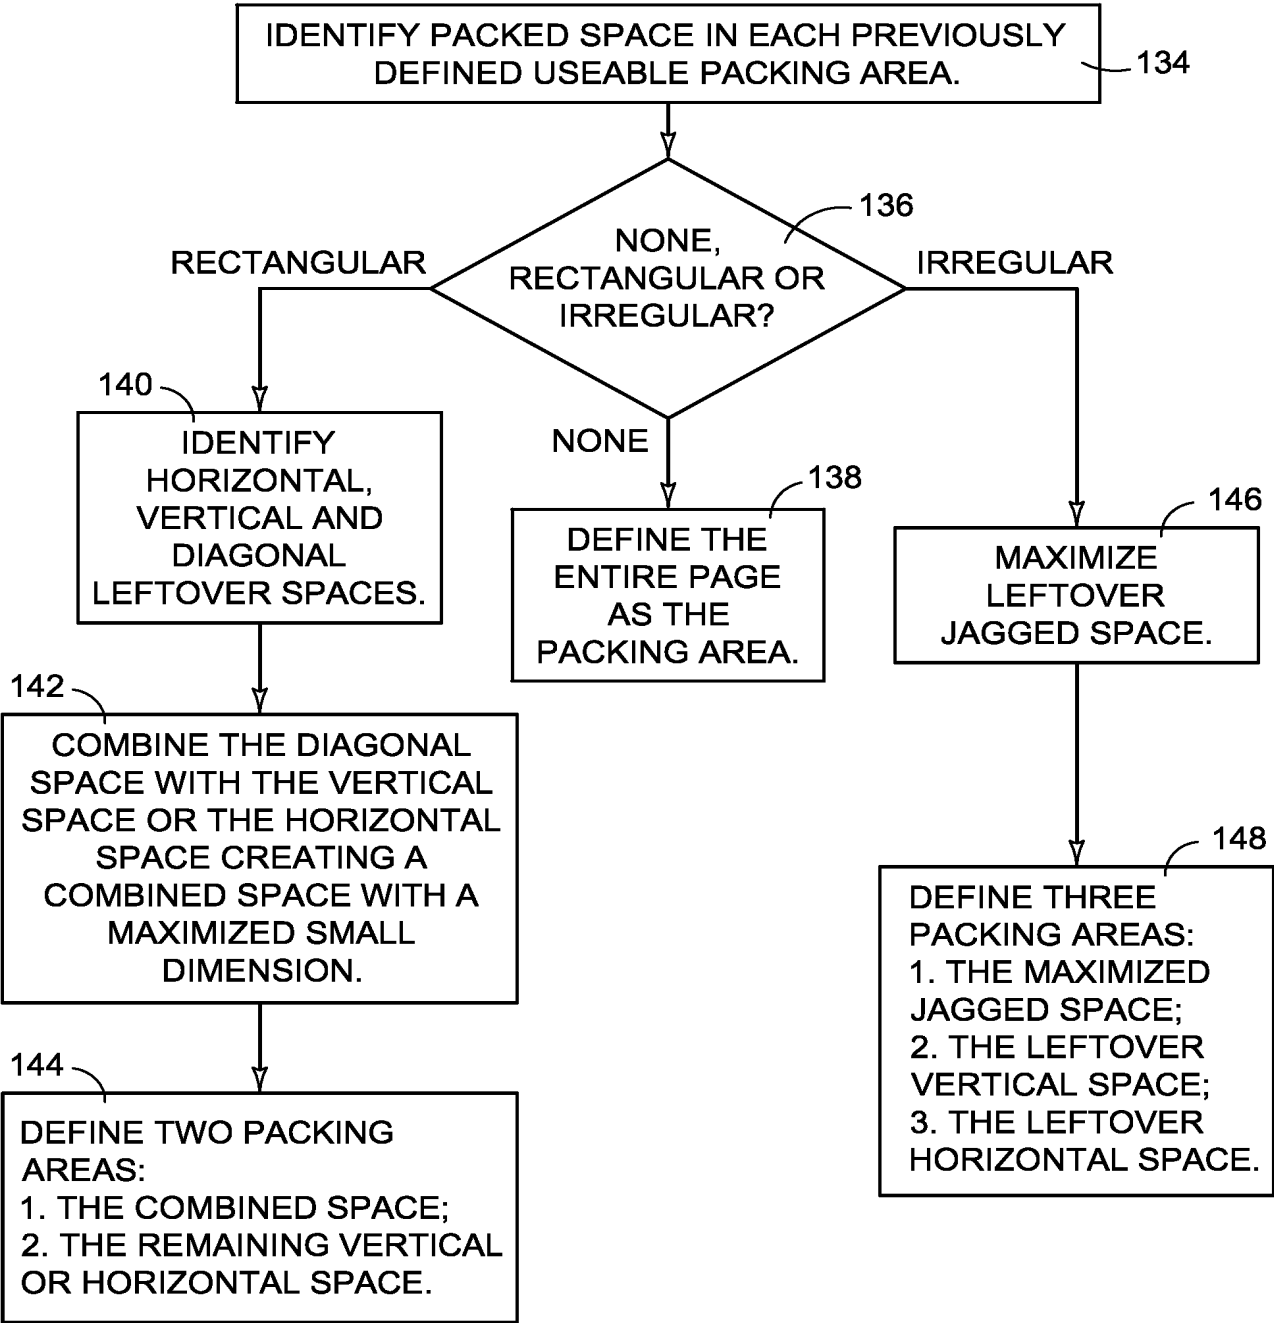 IDENTIFY PACKED SPACE IN EACH PREVIOUSLY
DEFINED USEABLE PACKING AREA.
134
136
NONE,
RECTANGULAR OR
IRREGULAR?
RECTANGULAR
IRREGULAR
NONE
140
IDENTIFY
HORIZONTAL,
VERTICAL AND
DIAGONAL
LEFTOVER SPACES.
138
DEFINE THE
ENTIRE PAGE
AS THE
PACKING AREA.
146
MAXIMIZE
LEFTOVER
JAGGED SPACE.
142
COMBINE THE DIAGONAL
SPACE WITH THE VERTICAL
SPACE OR THE HORIZONTAL
SPACE CREATING A
COMBINED SPACE WITH A
MAXIMIZED SMALL
DIMENSION.
148
DEFINE THREE
PACKING AREAS:
1. THE MAXIMIZED
JAGGED SPACE;
2. THE LEFTOVER
VERTICAL SPACE;
3. THE LEFTOVER
HORIZONTAL SPACE.
144
DEFINE TWO PACKING
AREAS:
1. THE COMBINED SPACE;
2. THE REMAINING VERTICAL
OR HORIZONTAL SPACE.